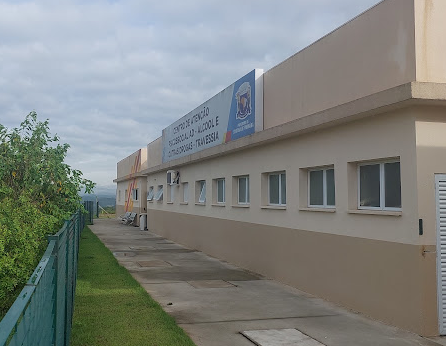 CENTRO DE ATENÇÃO
PSICOSSOCIAL AD - ÁLCOOL E
OUTRAS DROGAS - TRAVESSIA